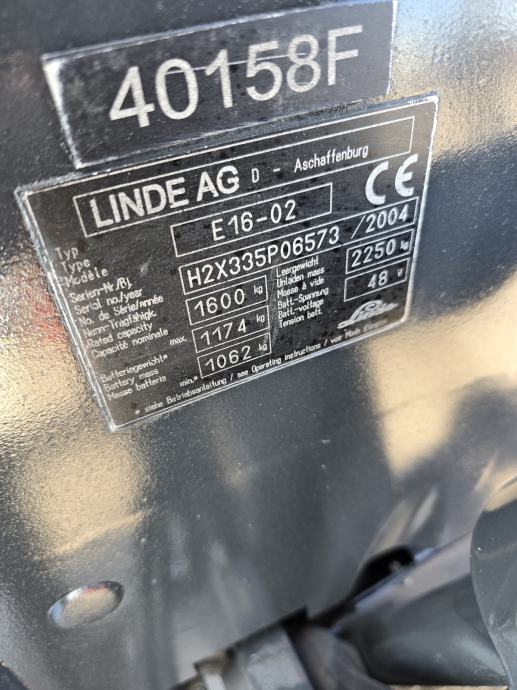 40158F
LINDE AG D - Aschaffenburg
CE
Typ
Type
Modèle
E16-02
Serien-Nr./Bj.
Serial no./year
No. de Série/année
H2X335P06573 / 2004
Nenn-Tragfähigk.
Rated capacity
Capacité nominale
1600 kg
Leergewicht
Unladen mass
Masse à vide
2250 kg
Batteriegewicht*
Battery mass
Masse batterie
max. 1174 kg
min.* 1062 kg
Batt.-Spannung
Batt.-voltage
Tension batt.
48 V
Linde
* siehe Betriebsanleitung / see Operating instructions / voir Mode d'emploi